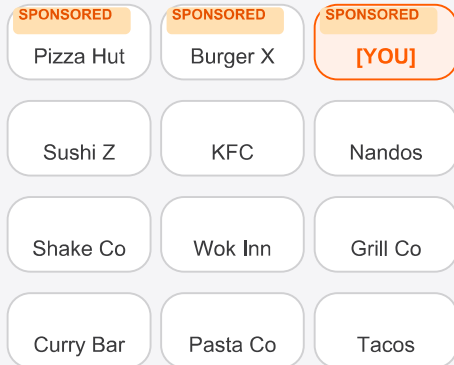 SPONSORED SPONSORED SPONSORED
Pizza Hut Burger X [YOU]
Sushi Z KFC Nandos
Shake Co Wok Inn Grill Co
Curry Bar Pasta Co Tacos